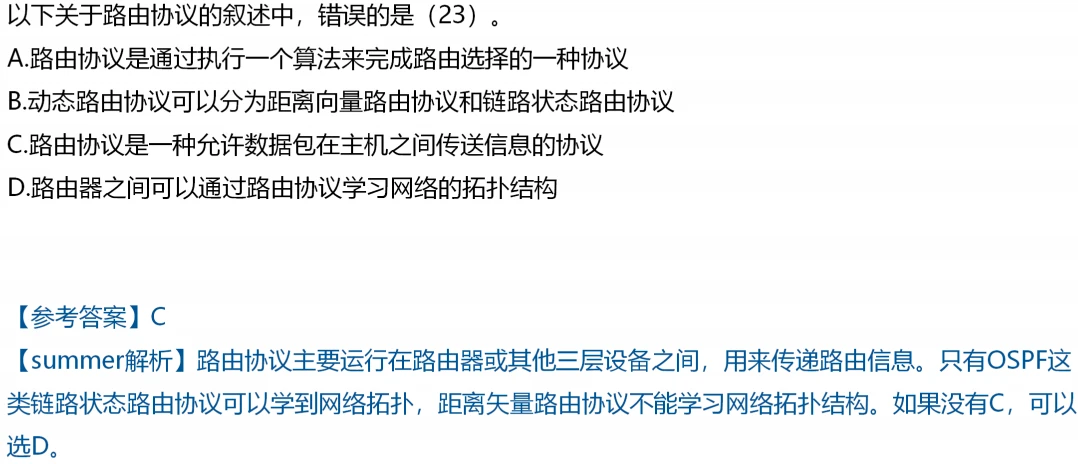 以下关于路由协议的叙述中，错误的是（23）。
A.路由协议是通过执行一个算法来完成路由选择的一种协议
B.动态路由协议可以分为距离向量路由协议和链路状态路由协议
C.路由协议是一种允许数据包在主机之间传送信息的协议
D.路由器之间可以通过路由协议学习网络的拓扑结构
【参考答案】C
【summer解析】路由协议主要运行在路由器或其他三层设备之间，用来传递路由信息。只有OSPF这
类链路状态路由协议可以学到网络拓扑，距离矢量路由协议不能学习网络拓扑结构。如果没有C，可以
选D。